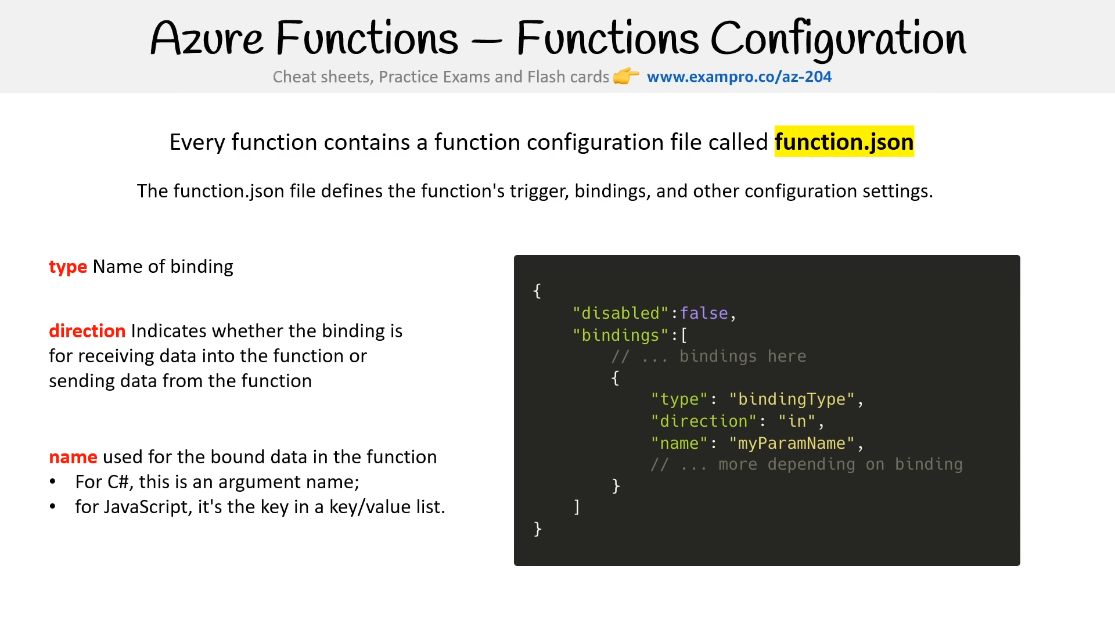 Azure Functions — Functions Configuration
Cheat sheets, Practice Exams and Flash cards 👉 www.exampro.co/az-204
Every function contains a function configuration file called function.json
The function.json file defines the function's trigger, bindings, and other configuration settings.
type Name of binding
direction Indicates whether the binding is
for receiving data into the function or
sending data from the function
name used for the bound data in the function
• For C#, this is an argument name;
• for JavaScript, it's the key in a key/value list.
{
    "disabled":false,
    "bindings":[
        // ... bindings here
        {
            "type": "bindingType",
            "direction": "in",
            "name": "myParamName",
            // ... more depending on binding
        }
    ]
}